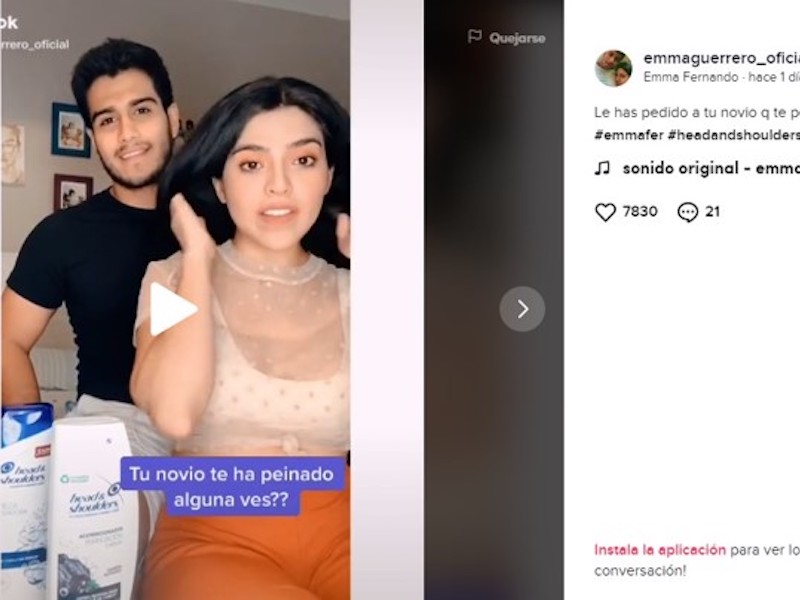 ok
rrero_oficial
Quejarse
Tu novio te ha peinado
alguna ves??
head&
shoulders
head&
shoulders
emmaguerrero_oficia
Emma Fernando · hace 1 dí
Le has pedido a tu novio q te p
#emmafer #headandshoulders
sonido original - emma
7830
21
Instala la aplicación para ver lo
conversación!